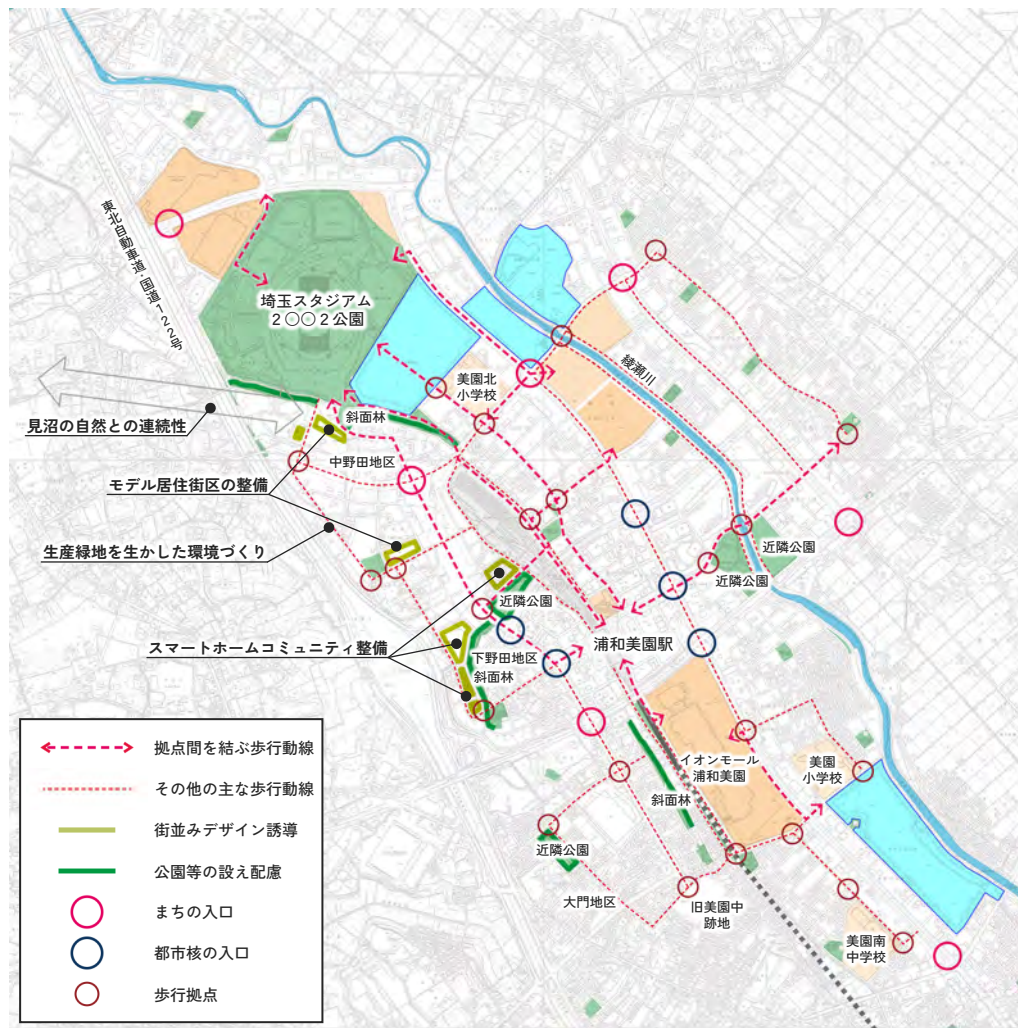 東北自動車道・国道122号
埼玉スタジアム
2〇〇2公園
綾瀬川
美園北
小学校
見沼の自然との連続性
斜面林
中野田地区
モデル居住街区の整備
生産緑地を生かした環境づくり
近隣公園
近隣公園
近隣公園
スマートホームコミュニティ整備
下野田地区
斜面林
浦和美園駅
イオンモール
浦和美園
美園
小学校
斜面林
近隣公園
大門地区
旧美園中
跡地
美園南
中学校
拠点間を結ぶ歩行動線
その他の主な歩行動線
街並みデザイン誘導
公園等の設え配慮
まちの入口
都市核の入口
歩行拠点